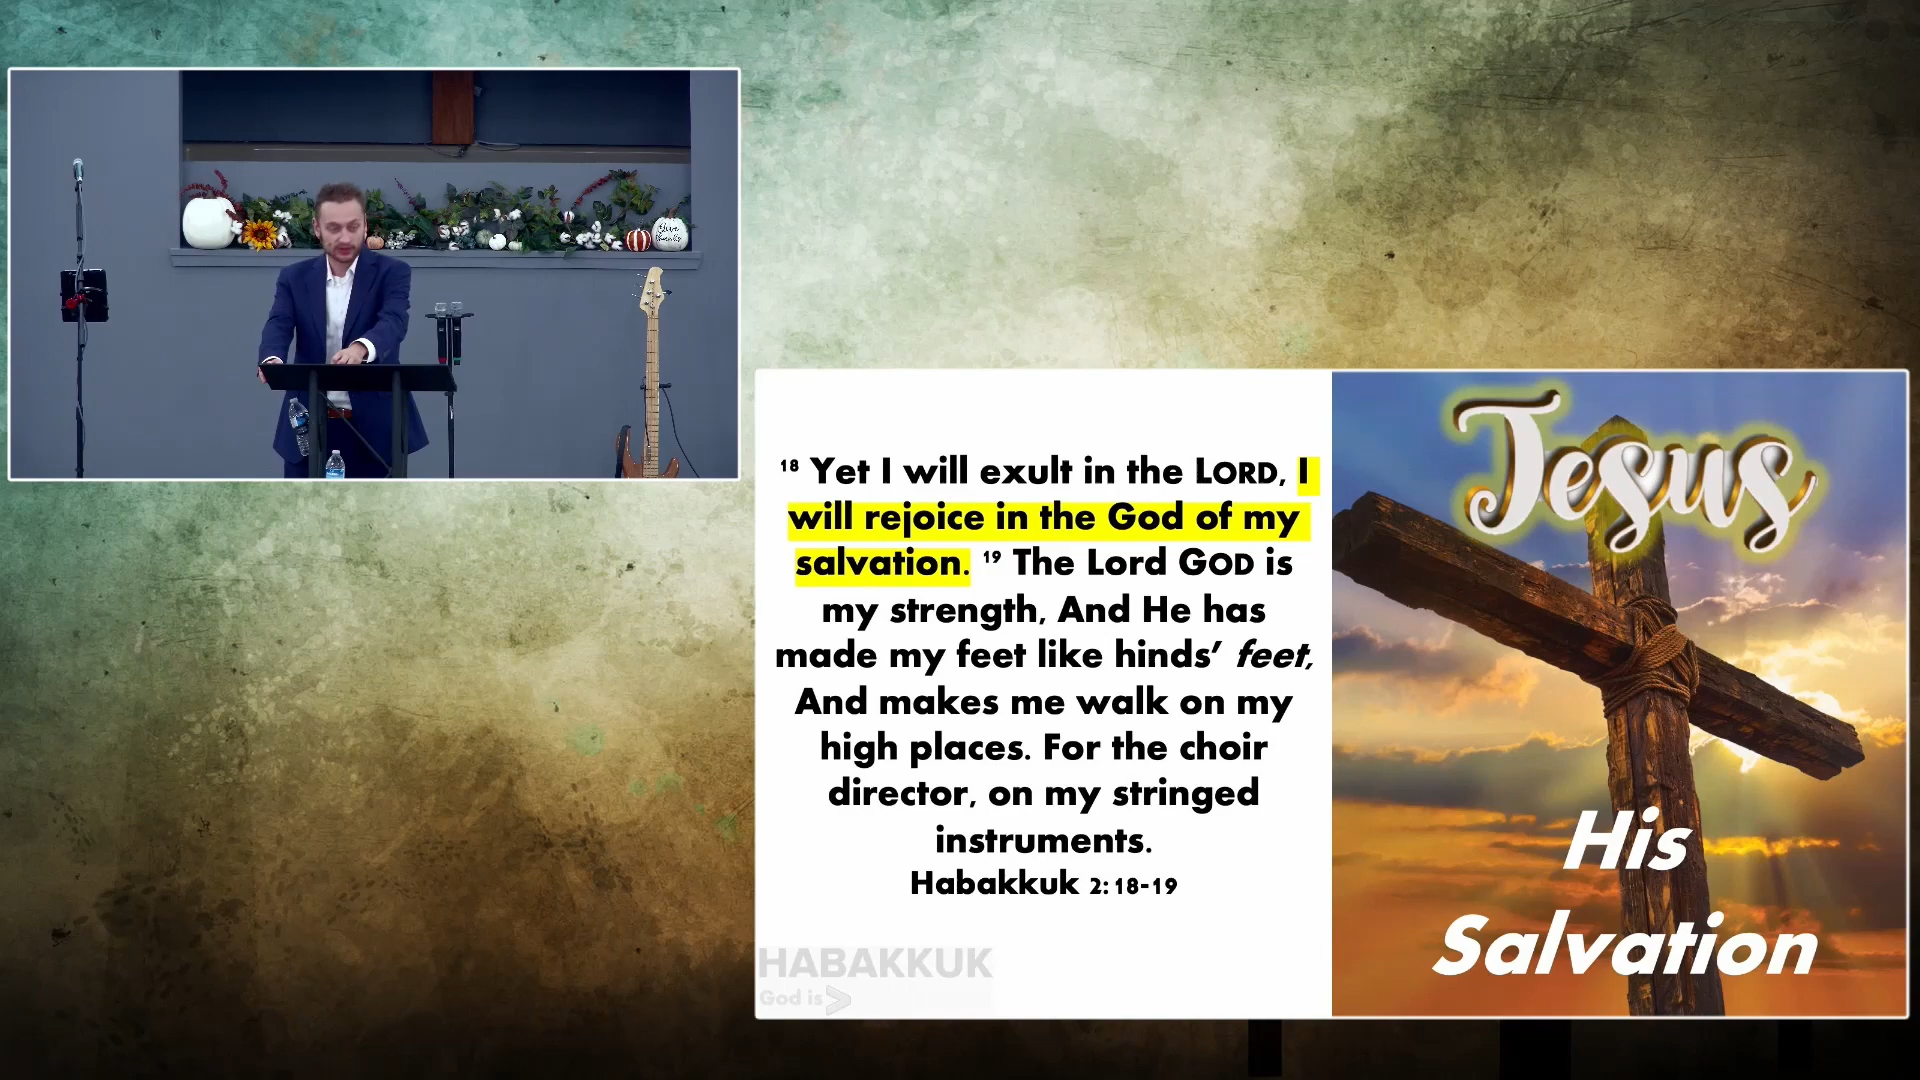 Give
thanks
18 Yet I will exult in the LORD, I
will rejoice in the God of my
salvation. 19 The Lord GOD is
my strength, And He has
made my feet like hinds’ feet,
And makes me walk on my
high places. For the choir
director, on my stringed
instruments.
Habakkuk 2:18-19
HABAKKUK
God is >
Jesus
His
Salvation